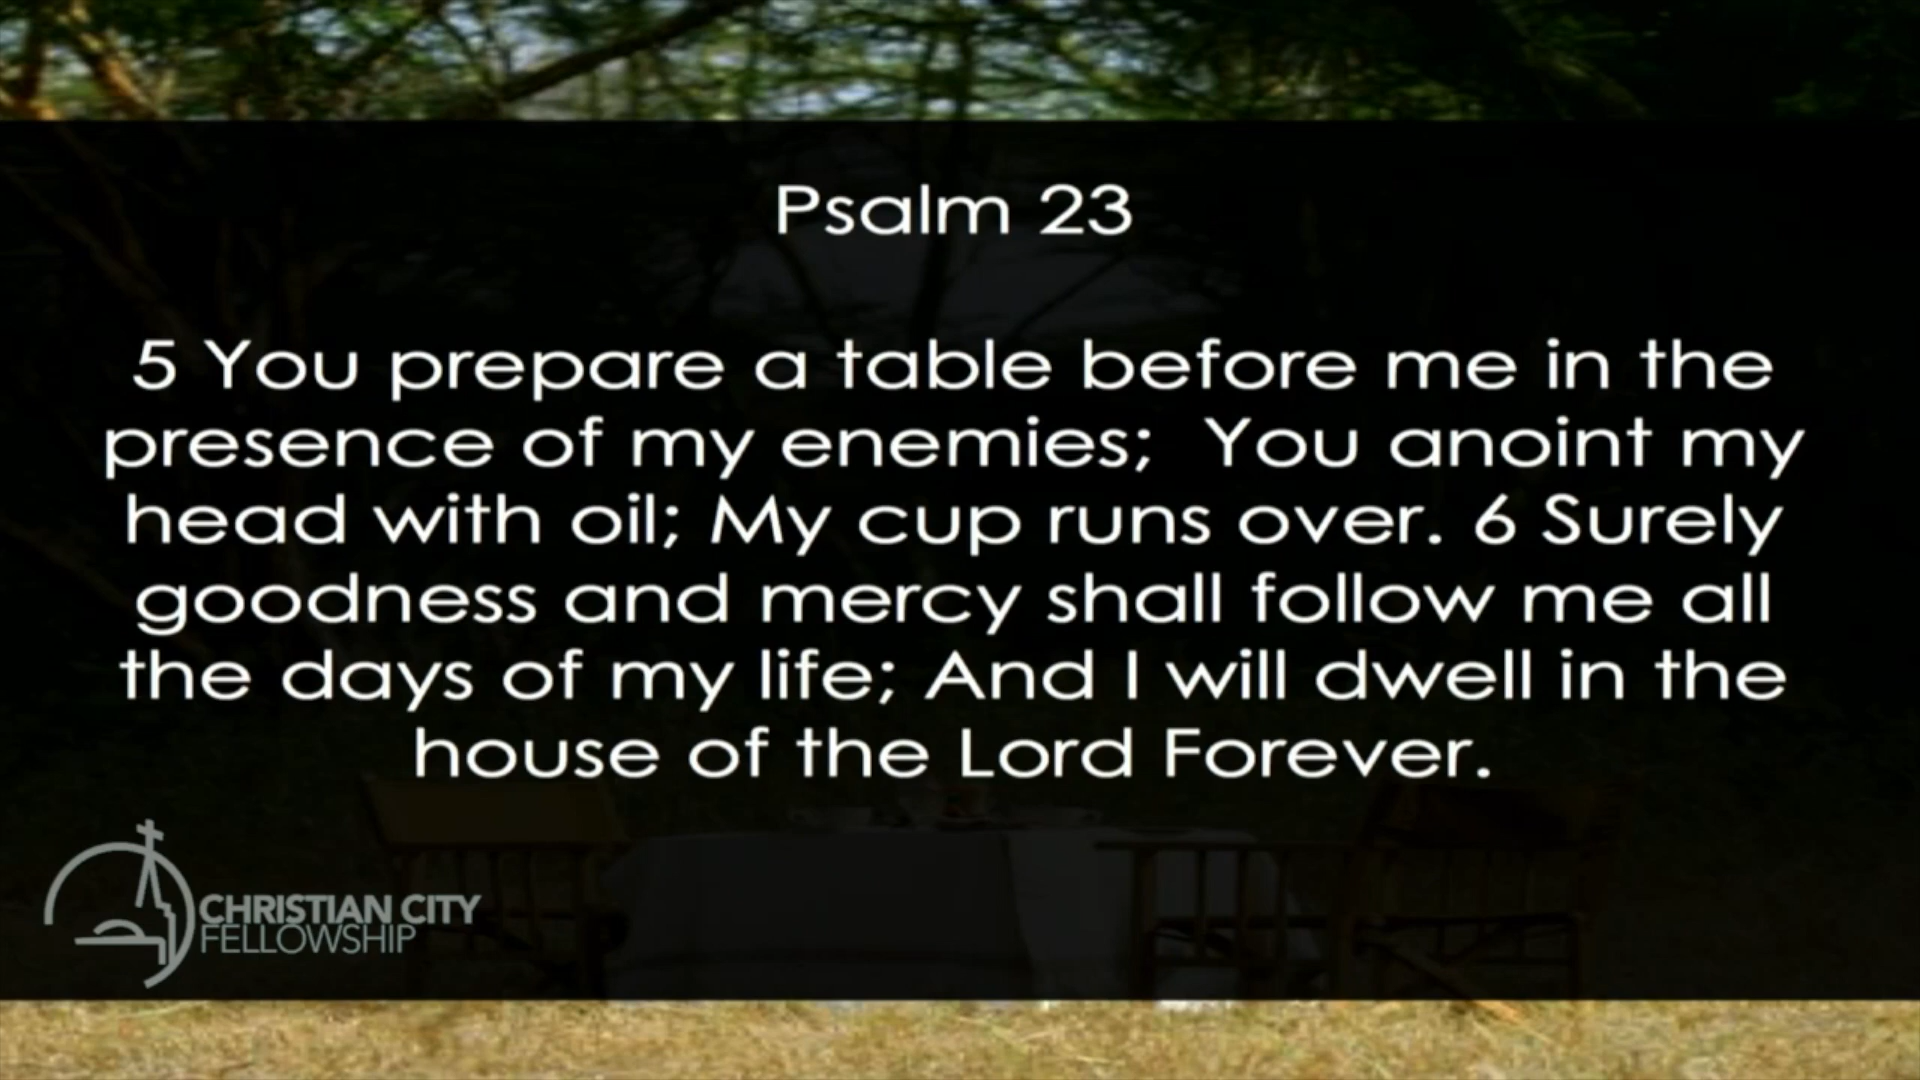 Psalm 23
5 You prepare a table before me in the
presence of my enemies;  You anoint my
head with oil; My cup runs over. 6 Surely
goodness and mercy shall follow me all
the days of my life; And I will dwell in the
house of the Lord Forever.
CHRISTIAN CITY
FELLOWSHIP